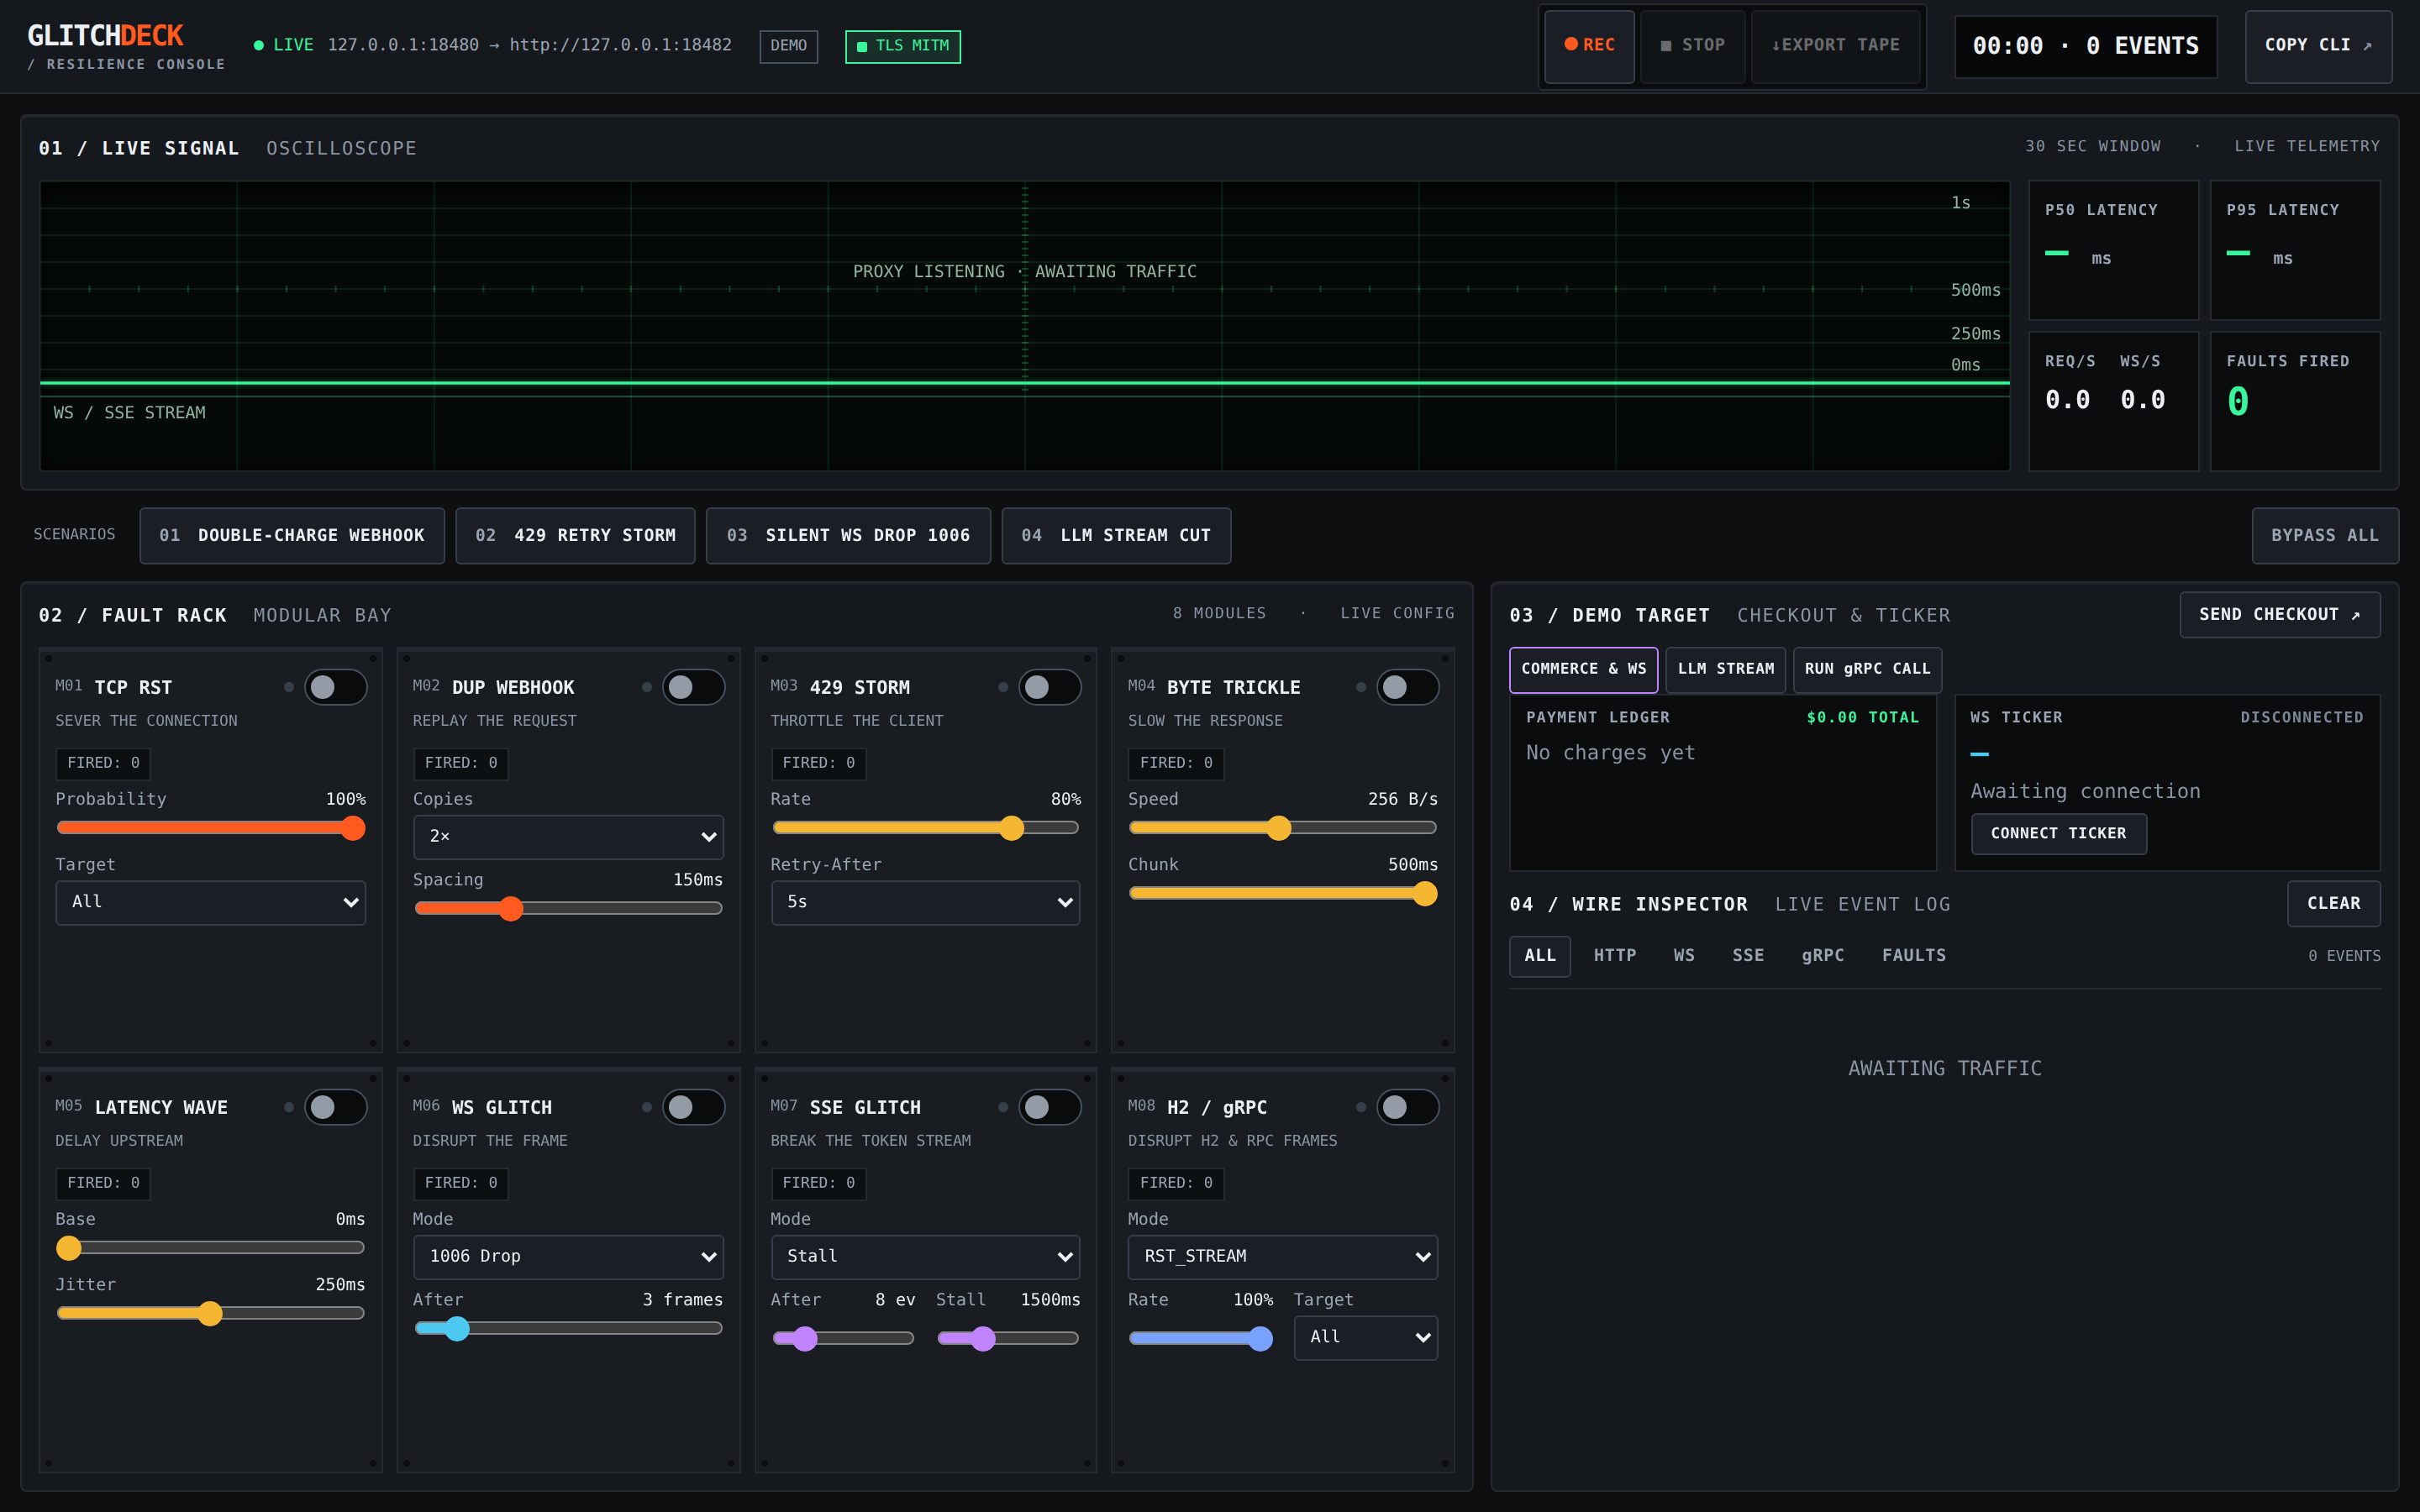 GLITCHDECK
/ RESILIENCE CONSOLE
● LIVE 127.0.0.1:18480 → http://127.0.0.1:18482
DEMO
■ TLS MITM
● REC
■ STOP
↓EXPORT TAPE
00:00 · 0 EVENTS
COPY CLI ↗
01 / LIVE SIGNAL OSCILLOSCOPE
30 SEC WINDOW · LIVE TELEMETRY
1s
PROXY LISTENING · AWAITING TRAFFIC
500ms
250ms
0ms
WS / SSE STREAM
P50 LATENCY
— ms
P95 LATENCY
— ms
REQ/S WS/S
0.0 0.0
FAULTS FIRED
0
SCENARIOS
01 DOUBLE-CHARGE WEBHOOK
02 429 RETRY STORM
03 SILENT WS DROP 1006
04 LLM STREAM CUT
BYPASS ALL
02 / FAULT RACK MODULAR BAY
8 MODULES · LIVE CONFIG
M01 TCP RST
SEVER THE CONNECTION
FIRED: 0
Probability 100%
Target
All
M02 DUP WEBHOOK
REPLAY THE REQUEST
FIRED: 0
Copies
2×
Spacing 150ms
M03 429 STORM
THROTTLE THE CLIENT
FIRED: 0
Rate 80%
Retry-After
5s
M04 BYTE TRICKLE
SLOW THE RESPONSE
FIRED: 0
Speed 256 B/s
Chunk 500ms
M05 LATENCY WAVE
DELAY UPSTREAM
FIRED: 0
Base 0ms
Jitter 250ms
M06 WS GLITCH
DISRUPT THE FRAME
FIRED: 0
Mode
1006 Drop
After 3 frames
M07 SSE GLITCH
BREAK THE TOKEN STREAM
FIRED: 0
Mode
Stall
After 8 ev Stall 1500ms
M08 H2 / gRPC
DISRUPT H2 & RPC FRAMES
FIRED: 0
Mode
RST_STREAM
Rate 100% Target
All
03 / DEMO TARGET CHECKOUT & TICKER
SEND CHECKOUT ↗
COMMERCE & WS
LLM STREAM
RUN gRPC CALL
PAYMENT LEDGER $0.00 TOTAL
No charges yet
WS TICKER DISCONNECTED
—
Awaiting connection
CONNECT TICKER
04 / WIRE INSPECTOR LIVE EVENT LOG
CLEAR
ALL HTTP WS SSE gRPC FAULTS
0 EVENTS
AWAITING TRAFFIC